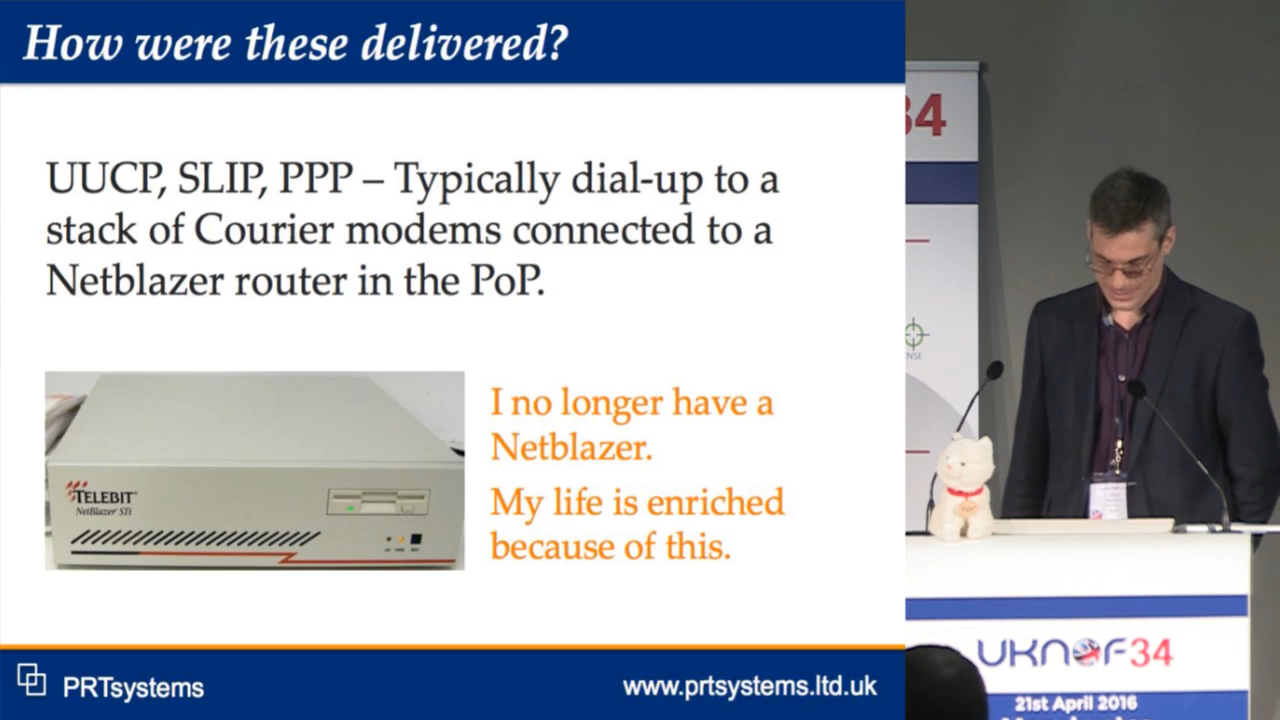 How were these delivered?
UUCP, SLIP, PPP – Typically dial-up to a
stack of Courier modems connected to a
Netblazer router in the PoP.
TELEBIT
NetBlazer STi
I no longer have a
Netblazer.
My life is enriched
because of this.
PRTsystems
www.prtsystems.ltd.uk
34
NSE
UKNOF34
21st April 2016